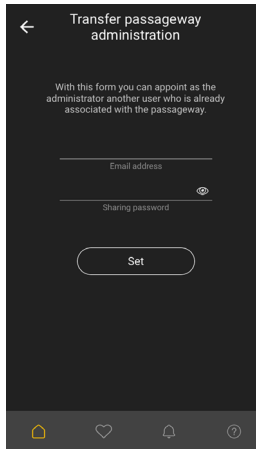 Transfer passageway
administration
With this form you can appoint as the
administrator another user who is already
associated with the passageway.
Email address
Sharing password
Set
?